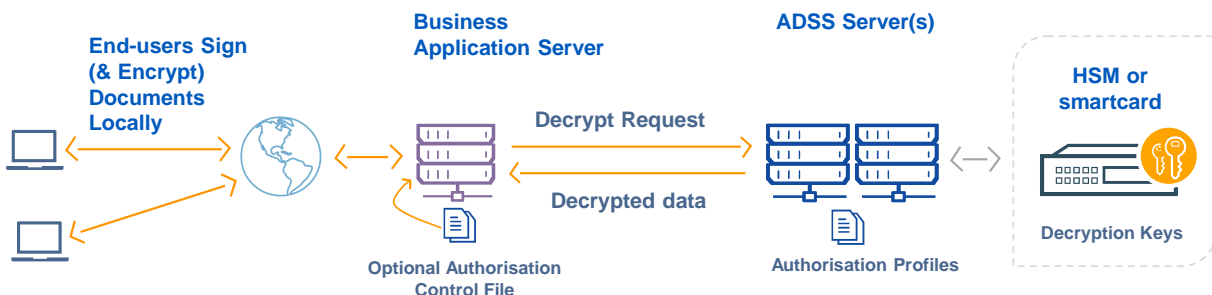 End-users Sign
(& Encrypt)
Documents
Locally
Business
Application Server
ADSS Server(s)
HSM or
smartcard
Decrypt Request
Decrypted data
Optional Authorisation
Control File
Authorisation Profiles
Decryption Keys